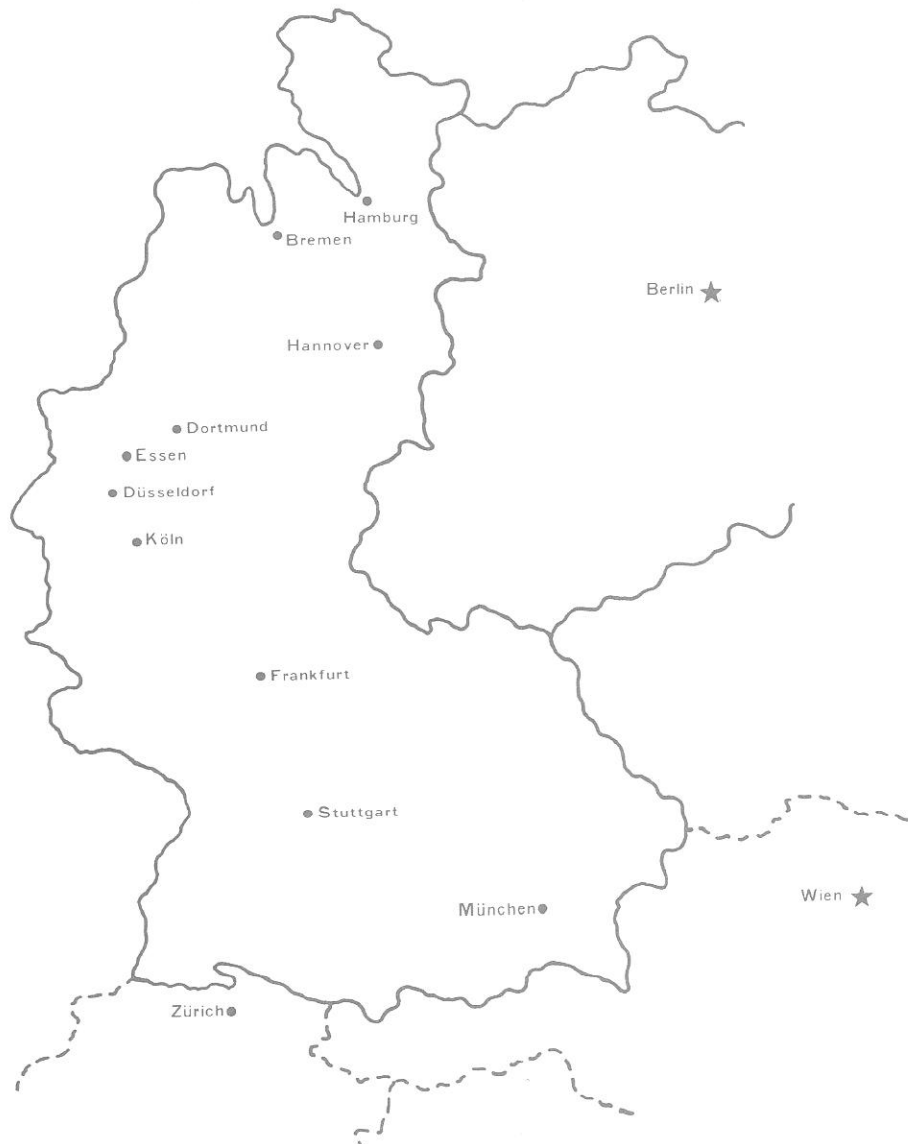 Hamburg
Bremen
Berlin
Hannover
Dortmund
Essen
Düsseldorf
Köln
Frankfurt
Stuttgart
Wien
München
Zürich